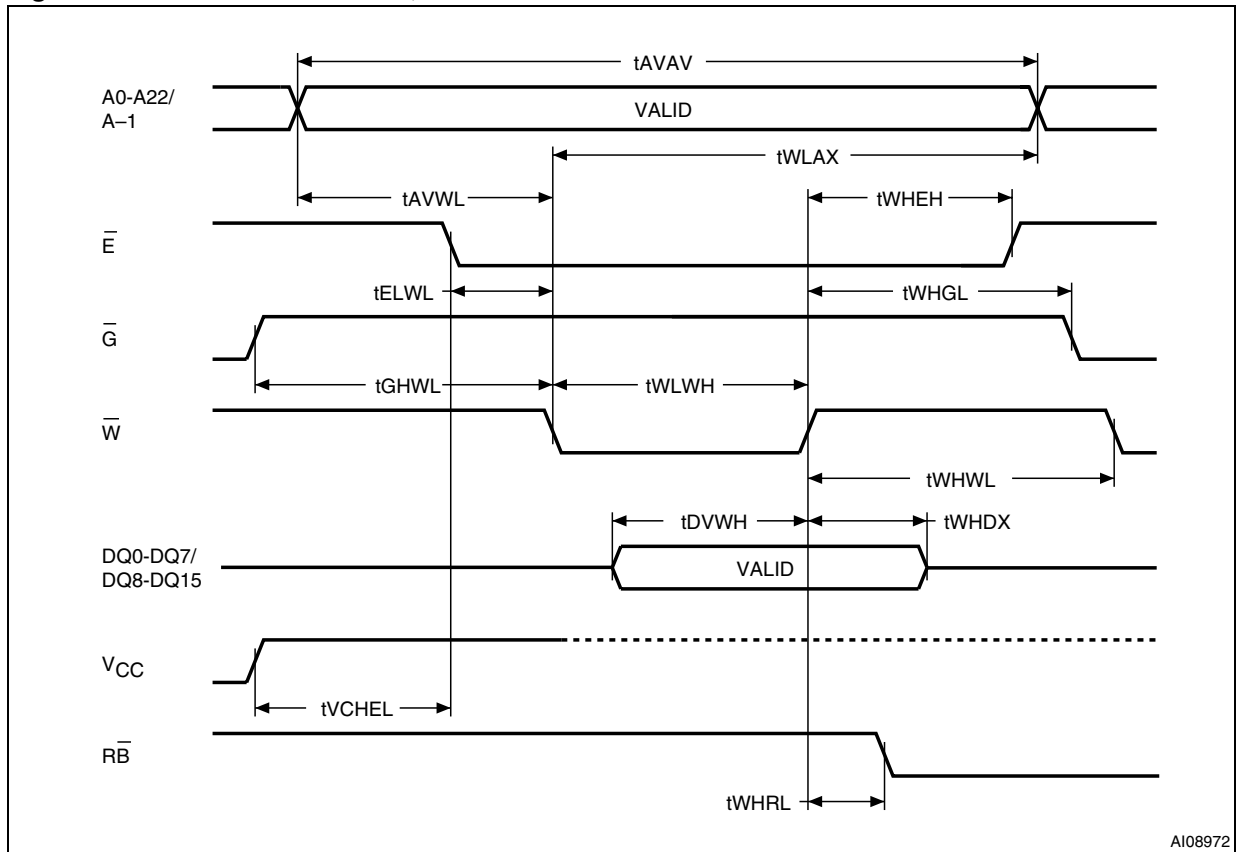 tAVAV
A0-A22/
A–1
VALID
tWLAX
tAVWL
tWHEH
E̅
tELWL
tWHGL
G̅
tGHWL
tWLWH
W̅
tWHWL
tDVWH
tWHDX
DQ0-DQ7/
DQ8-DQ15
VALID
VCC
tVCHEL
RB̅
tWHRL
AI08972